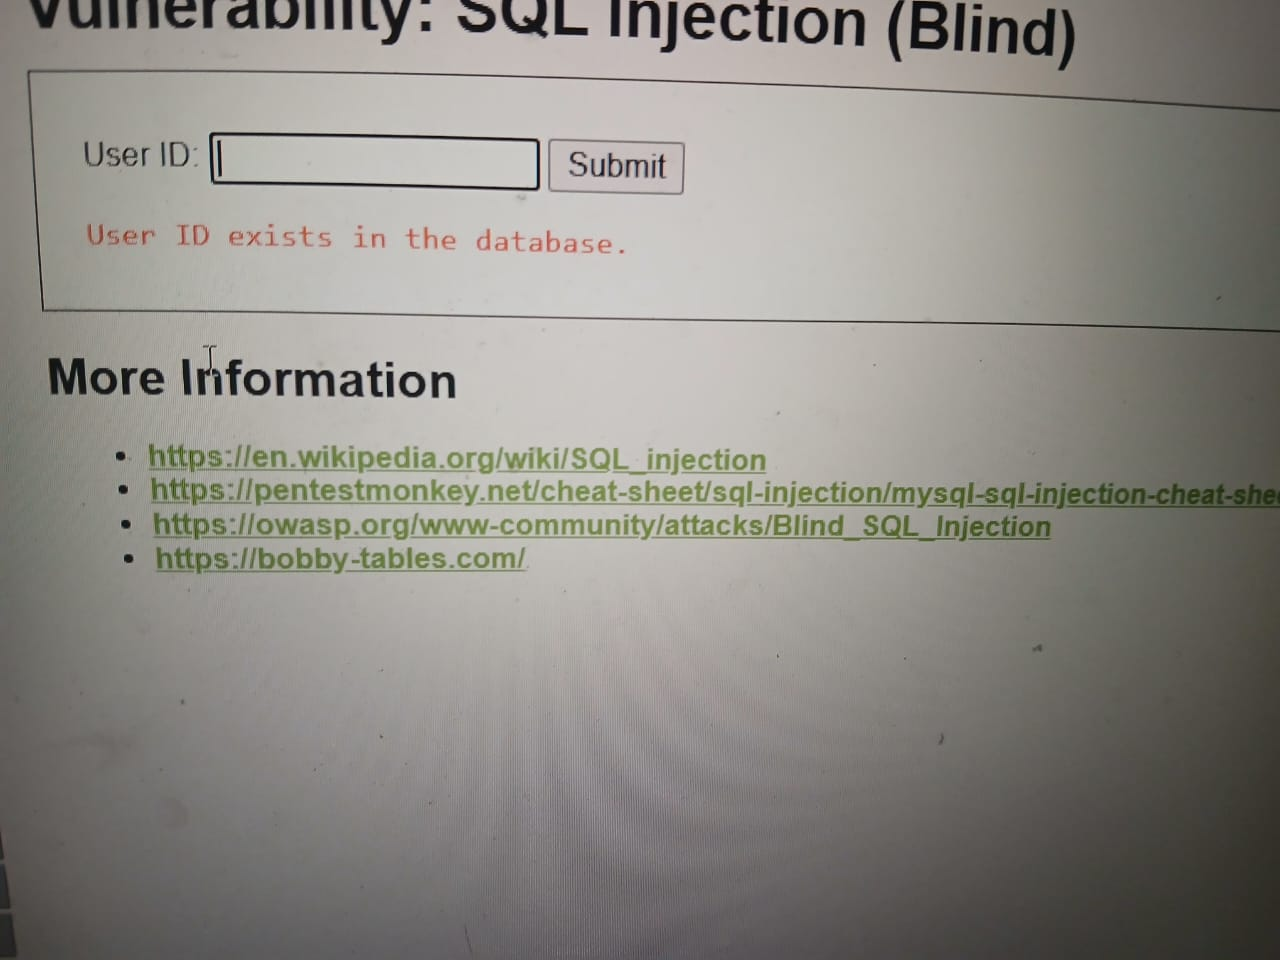 Vulnerability: SQL Injection (Blind)
User ID:
Submit
User ID exists in the database.
More Information
https://en.wikipedia.org/wiki/SQL_injection
https://pentestmonkey.net/cheat-sheet/sql-injection/mysql-sql-injection-cheat-she
https://owasp.org/www-community/attacks/Blind_SQL_Injection
https://bobby-tables.com/